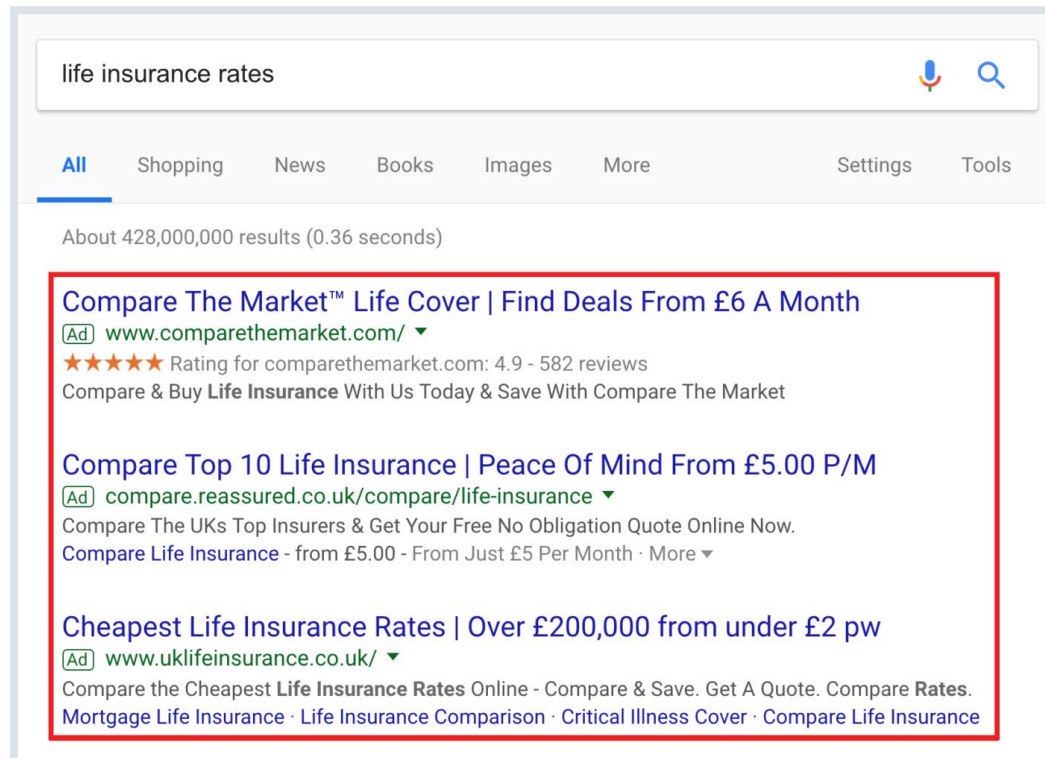 life insurance rates
All Shopping News Books Images More Settings Tools
About 428,000,000 results (0.36 seconds)
Compare The Market™ Life Cover | Find Deals From £6 A Month
Ad www.comparethemarket.com/
Rating for comparethemarket.com: 4.9 - 582 reviews
Compare & Buy Life Insurance With Us Today & Save With Compare The Market
Compare Top 10 Life Insurance | Peace Of Mind From £5.00 P/M
Ad compare.reassured.co.uk/compare/life-insurance
Compare The UKs Top Insurers & Get Your Free No Obligation Quote Online Now.
Compare Life Insurance - from £5.00 - From Just £5 Per Month · More
Cheapest Life Insurance Rates | Over £200,000 from under £2 pw
Ad www.uklifeinsurance.co.uk/
Compare the Cheapest Life Insurance Rates Online - Compare & Save. Get A Quote. Compare Rates.
Mortgage Life Insurance · Life Insurance Comparison · Critical Illness Cover · Compare Life Insurance